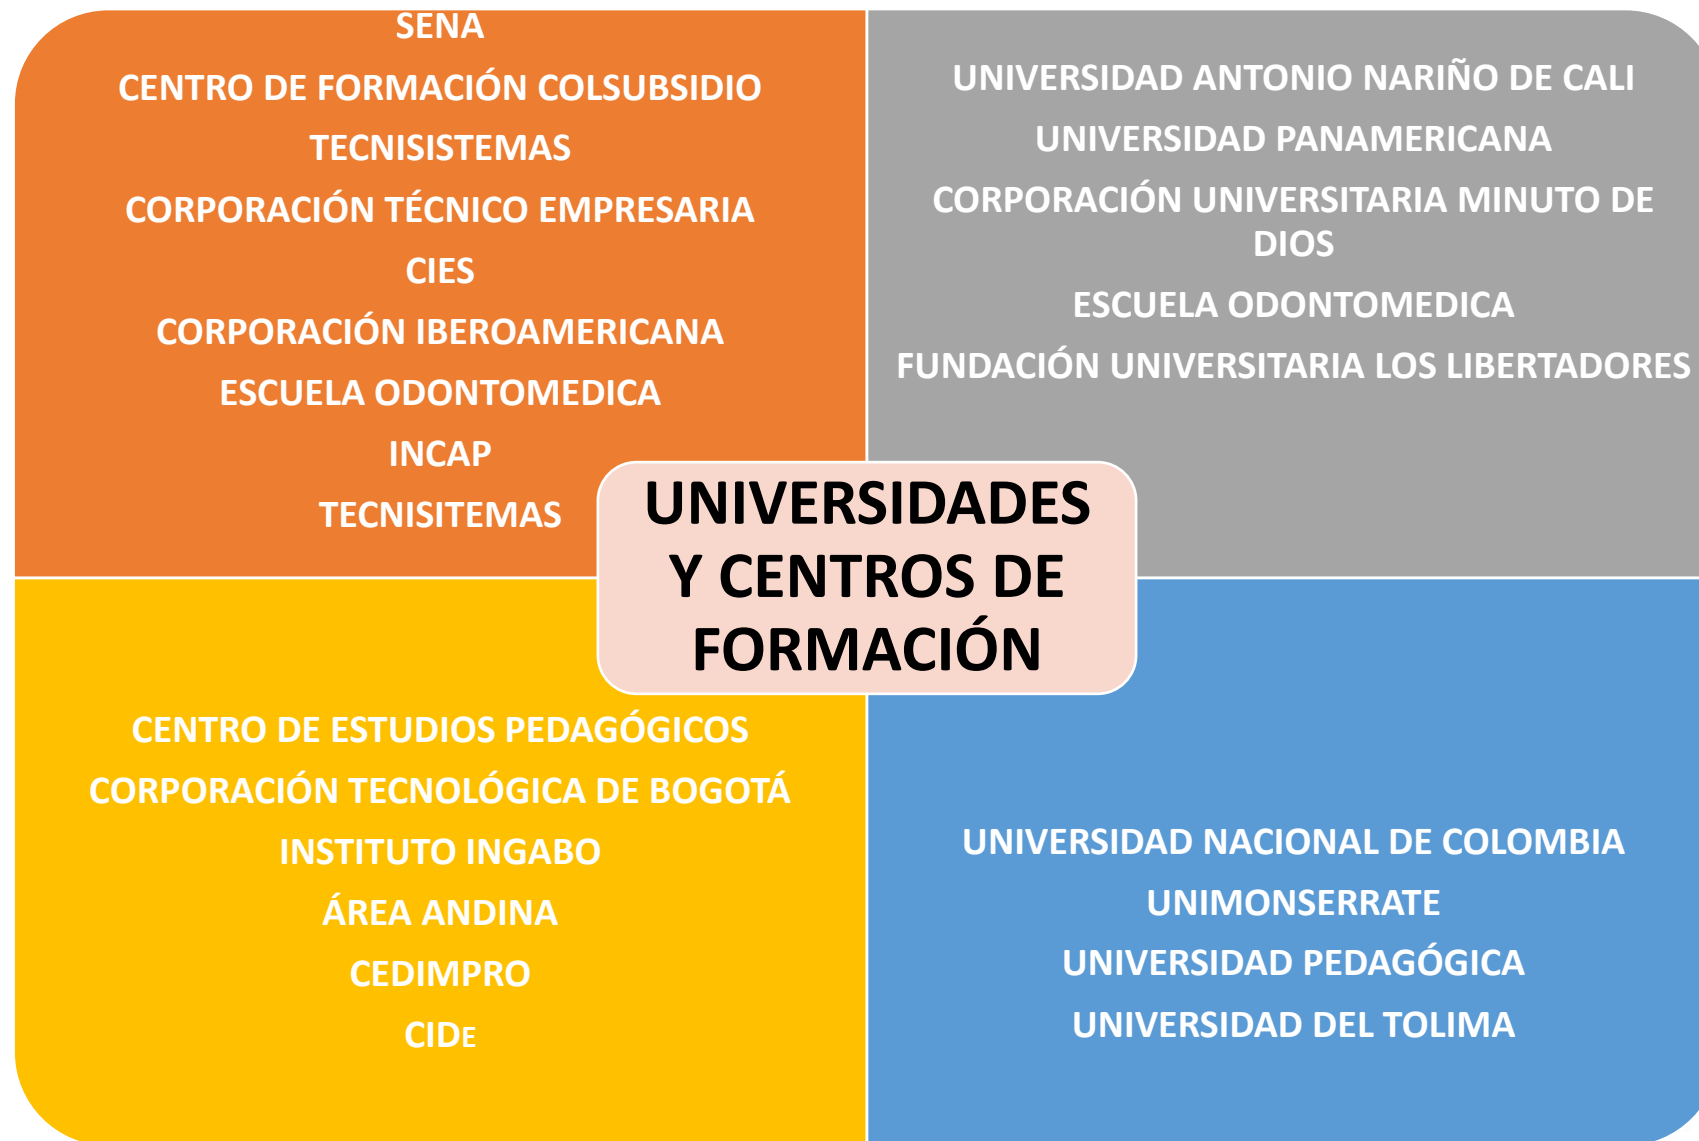 SENA
CENTRO DE FORMACIÓN COLSUBSIDIO
TECNISISTEMAS
CORPORACIÓN TÉCNICO EMPRESARIA
CIES
CORPORACIÓN IBEROAMERICANA
ESCUELA ODONTOMEDICA
INCAP
TECNISITEMAS
UNIVERSIDAD ANTONIO NARIÑO DE CALI
UNIVERSIDAD PANAMERICANA
CORPORACIÓN UNIVERSITARIA MINUTO DE
DIOS
ESCUELA ODONTOMEDICA
FUNDACIÓN UNIVERSITARIA LOS LIBERTADORES
UNIVERSIDADES
Y CENTROS DE
FORMACIÓN
CENTRO DE ESTUDIOS PEDAGÓGICOS
CORPORACIÓN TECNOLÓGICA DE BOGOTÁ
INSTITUTO INGABO
ÁREA ANDINA
CEDIMPRO
CIDE
UNIVERSIDAD NACIONAL DE COLOMBIA
UNIMONSERRATE
UNIVERSIDAD PEDAGÓGICA
UNIVERSIDAD DEL TOLIMA